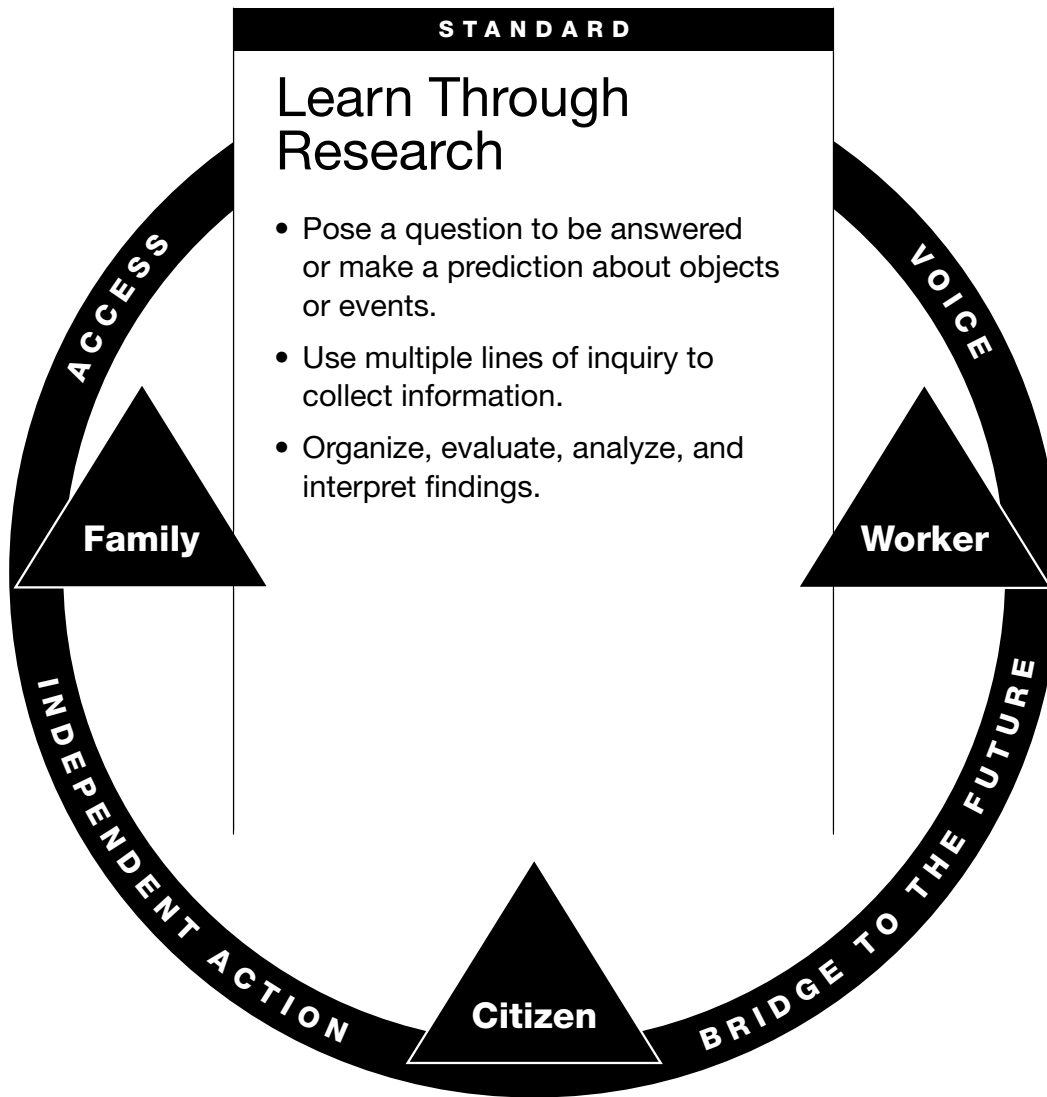 STANDARD
Learn Through
Research
• Pose a question to be answered
or make a prediction about objects
or events.
• Use multiple lines of inquiry to
collect information.
• Organize, evaluate, analyze, and
interpret findings.
ACCESS
VOICE
Family
Worker
INDEPENDENT ACTION
BRIDGE TO THE FUTURE
Citizen